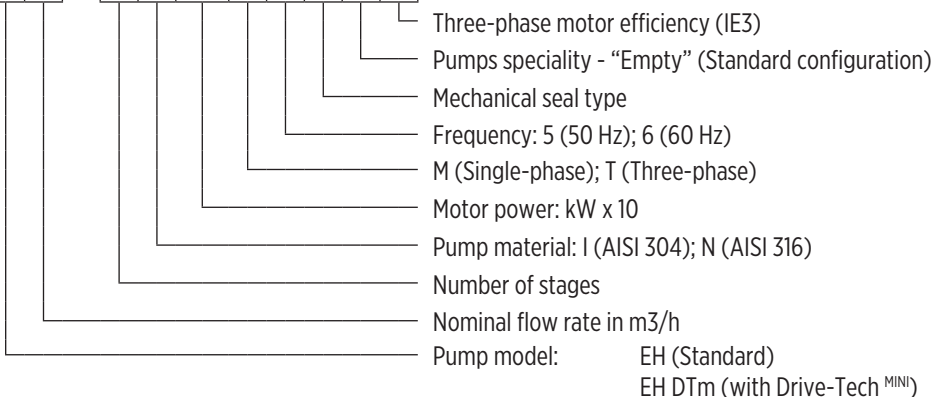 Three-phase motor efficiency (IE3)
Pumps speciality - “Empty” (Standard configuration)
Mechanical seal type
Frequency: 5 (50 Hz); 6 (60 Hz)
M (Single-phase); T (Three-phase)
Motor power: kW x 10
Pump material: I (AISI 304); N (AISI 316)
Number of stages
Nominal flow rate in m3/h
Pump model: EH (Standard)
EH DTm (with Drive-Tech MINI)